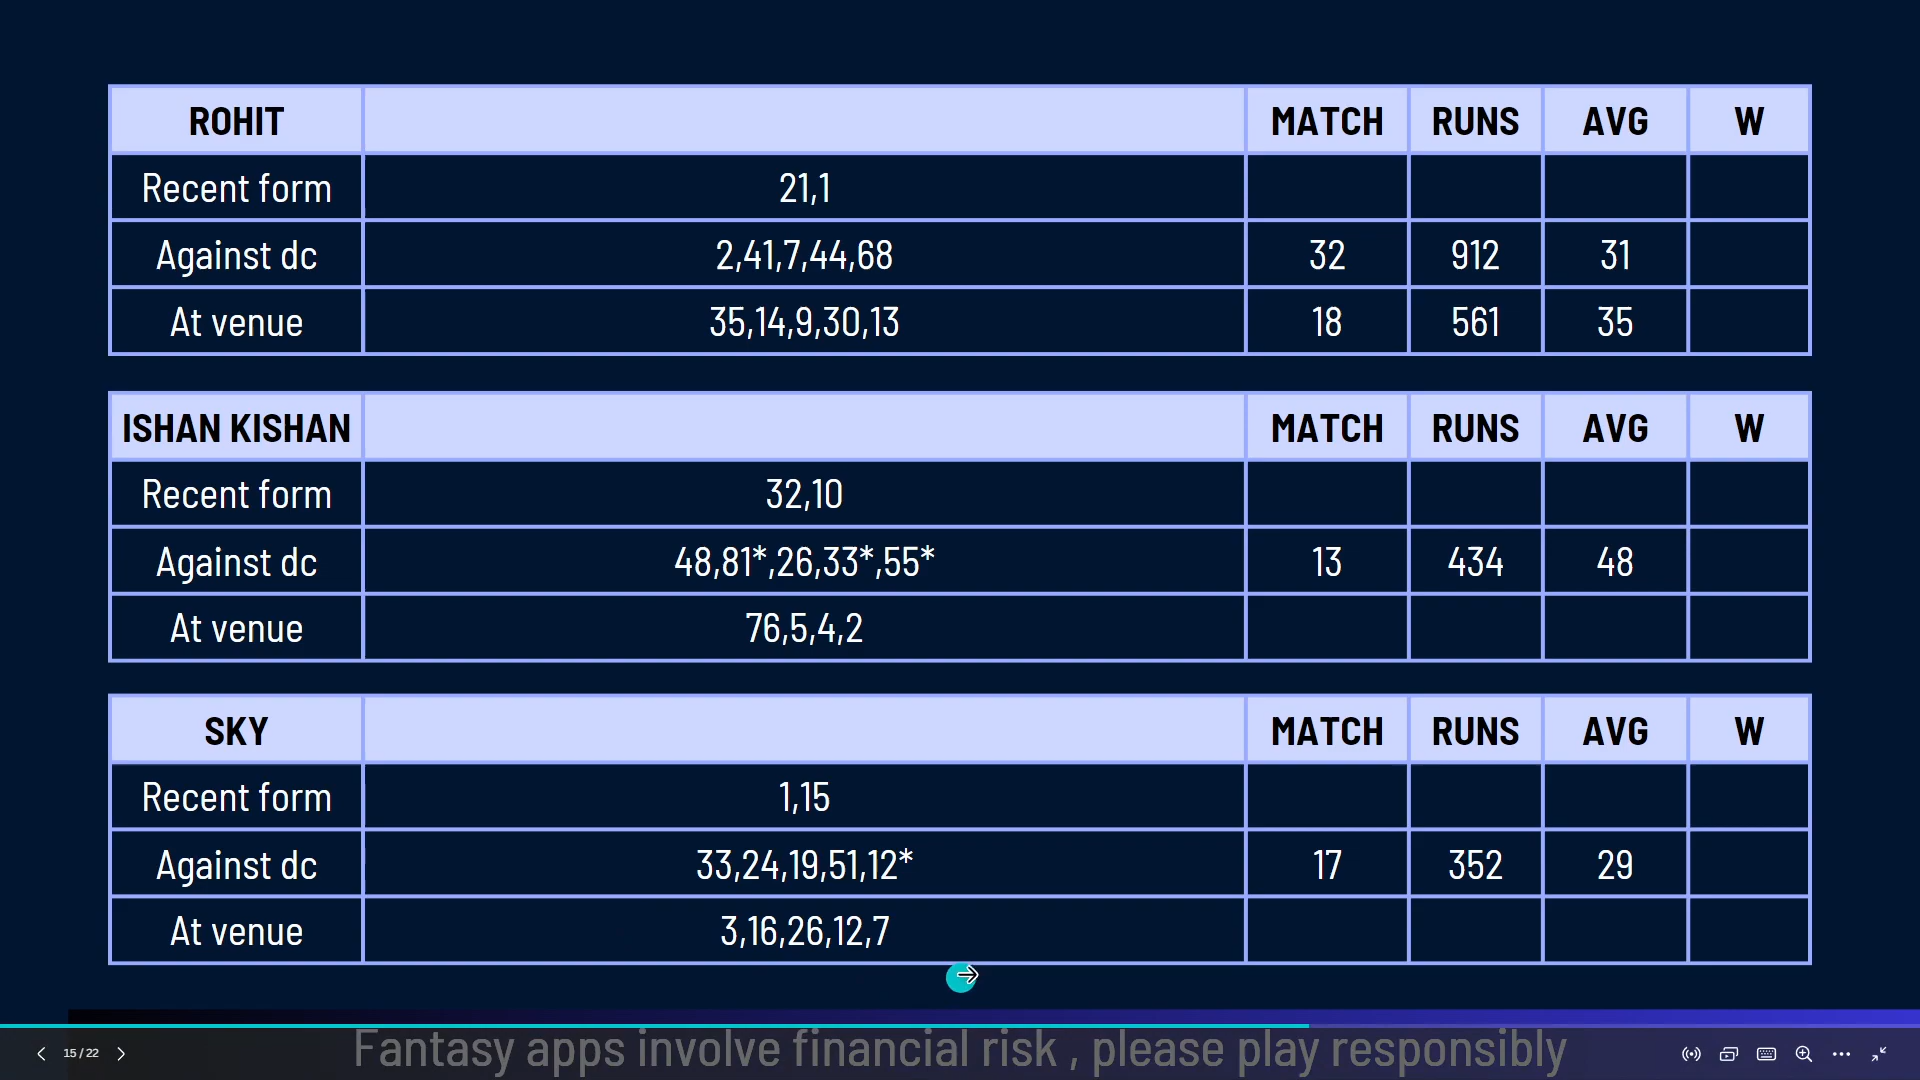 ROHIT MATCH RUNS AVG W
Recent form 21,1
Against dc 2,41,7,44,68 32 912 31
At venue 35,14,9,30,13 18 561 35
ISHAN KISHAN MATCH RUNS AVG W
Recent form 32,10
Against dc 48,81*,26,33*,55* 13 434 48
At venue 76,5,4,2
SKY MATCH RUNS AVG W
Recent form 1,15
Against dc 33,24,19,51,12* 17 352 29
At venue 3,16,26,12,7
Fantasy apps involve financial risk , please play responsibly
15 / 22